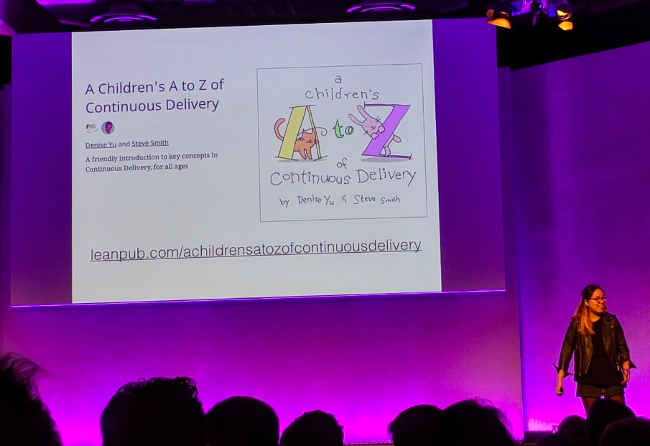 A Children's A to Z of
Continuous Delivery
Denise Yu and Steve Smith
A friendly introduction to key concepts in
Continuous Delivery, for all ages
a
children's
A to Z
of
Continuous Delivery
by Denise Yu & Steve Smith
leanpub.com/achildrensatozofcontinuousdelivery